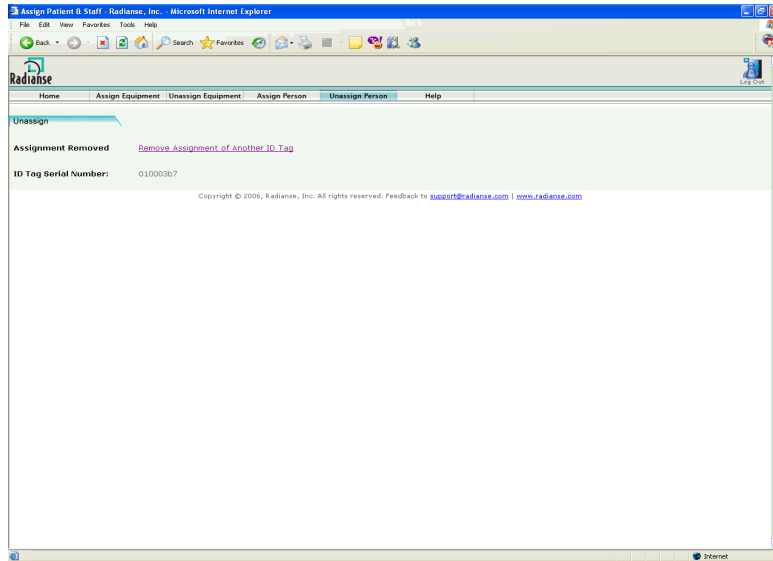 Assign Patient & Staff - Radianse, Inc. - Microsoft Internet Explorer
File Edit View Favorites Tools Help
Back Search Favorites
Radianse
Log Out
Home Assign Equipment Unassign Equipment Assign Person Unassign Person Help
Unassign
Assignment Removed Remove Assignment of Another ID Tag
ID Tag Serial Number: 010003b7
Copyright © 2006, Radianse, Inc. All rights reserved. Feedback to support@radianse.com | www.radianse.com
Internet